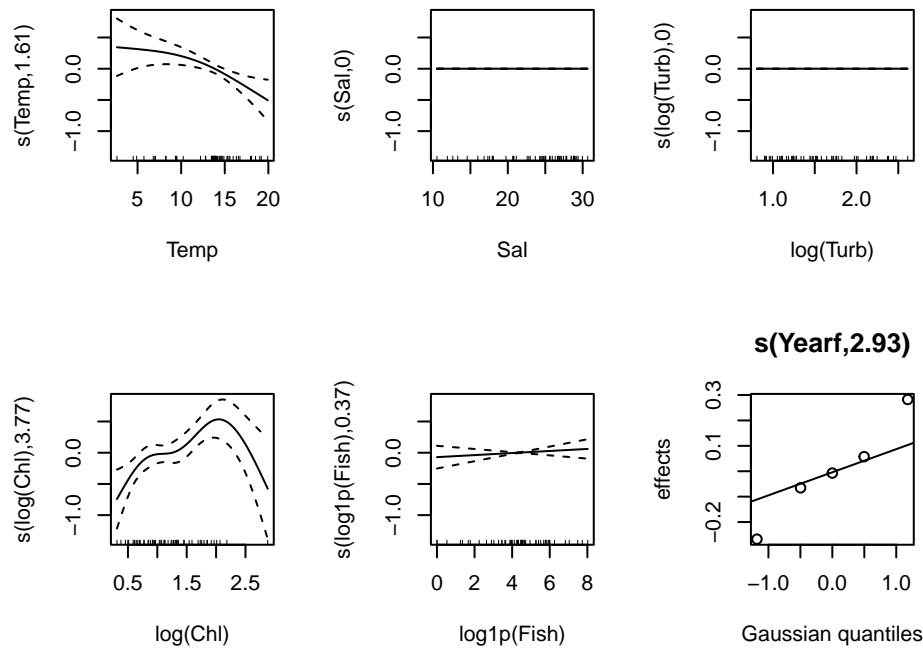 s(Temp,1.61)
0.0
-1.0
5 10 15 20
Temp
s(Sal,0)
0.0
-1.0
10 20 30
Sal
s(log(Turb),0)
0.0
-1.0
1.0 2.0
log(Turb)
s(log(Chl),3.77)
0.0
-1.0
0.5 1.5 2.5
log(Chl)
s(log1p(Fish),0.37)
0.0
-1.0
0 2 4 6 8
log1p(Fish)
s(Yearf,2.93)
effects
0.3
0.1
-0.2
-1.0 0.0 1.0
Gaussian quantiles